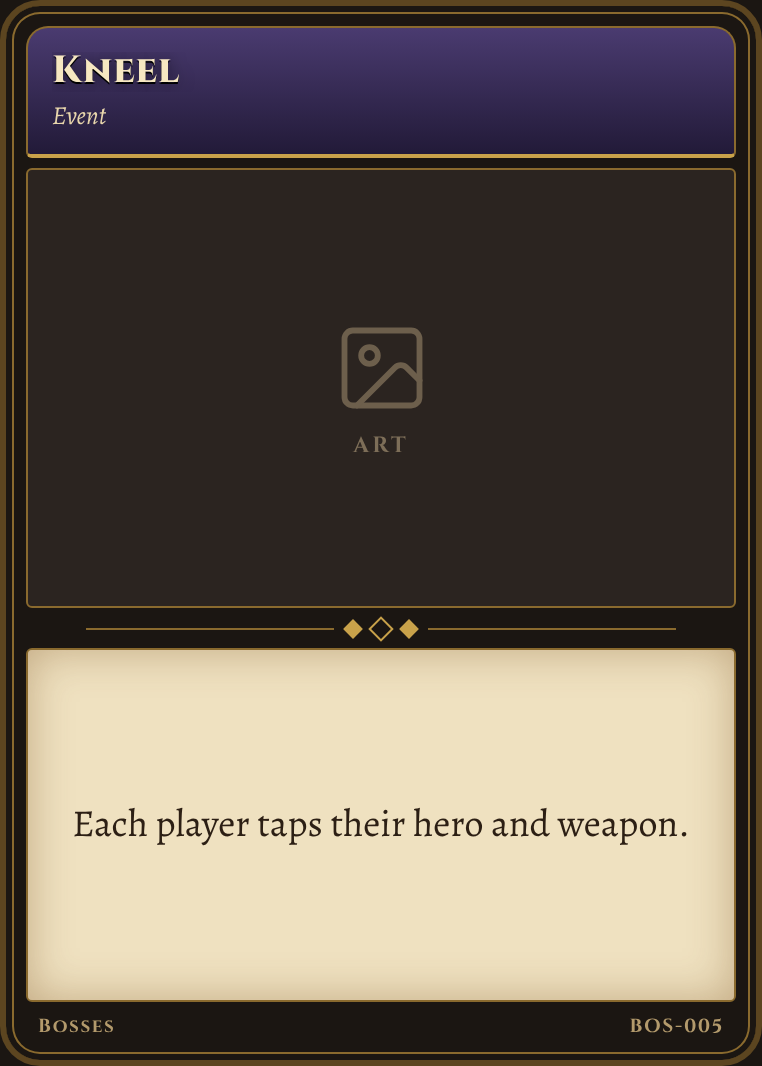 Kneel
Event
ART
Each player taps their hero and weapon.
Bosses
BOS-005